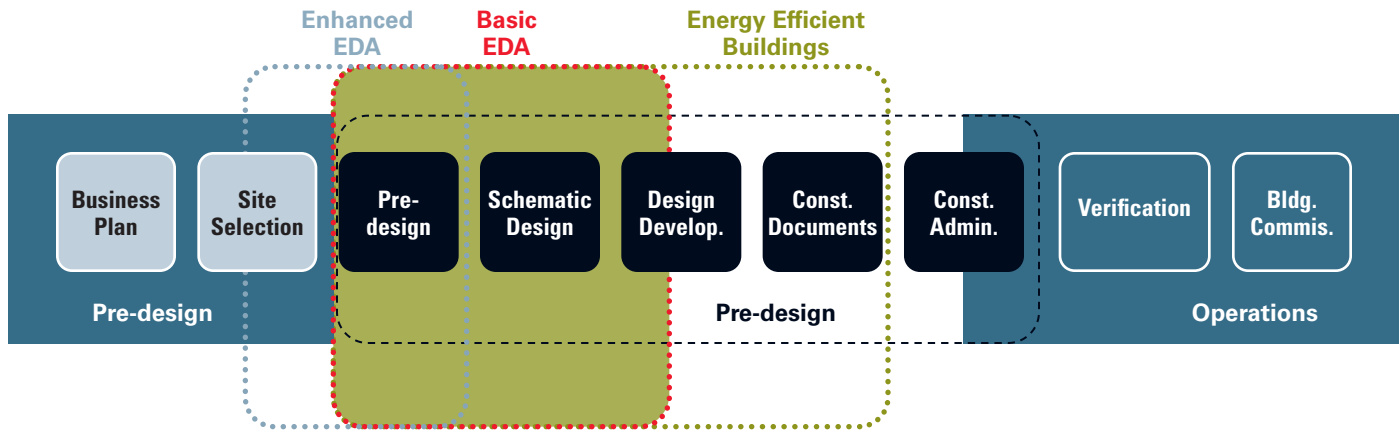 Enhanced
EDA
Basic
EDA
Energy Efficient
Buildings
Business
Plan
Site
Selection
Pre-
design
Schematic
Design
Design
Develop.
Const.
Documents
Const.
Admin.
Verification
Bldg.
Commis.
Pre-design
Pre-design
Operations